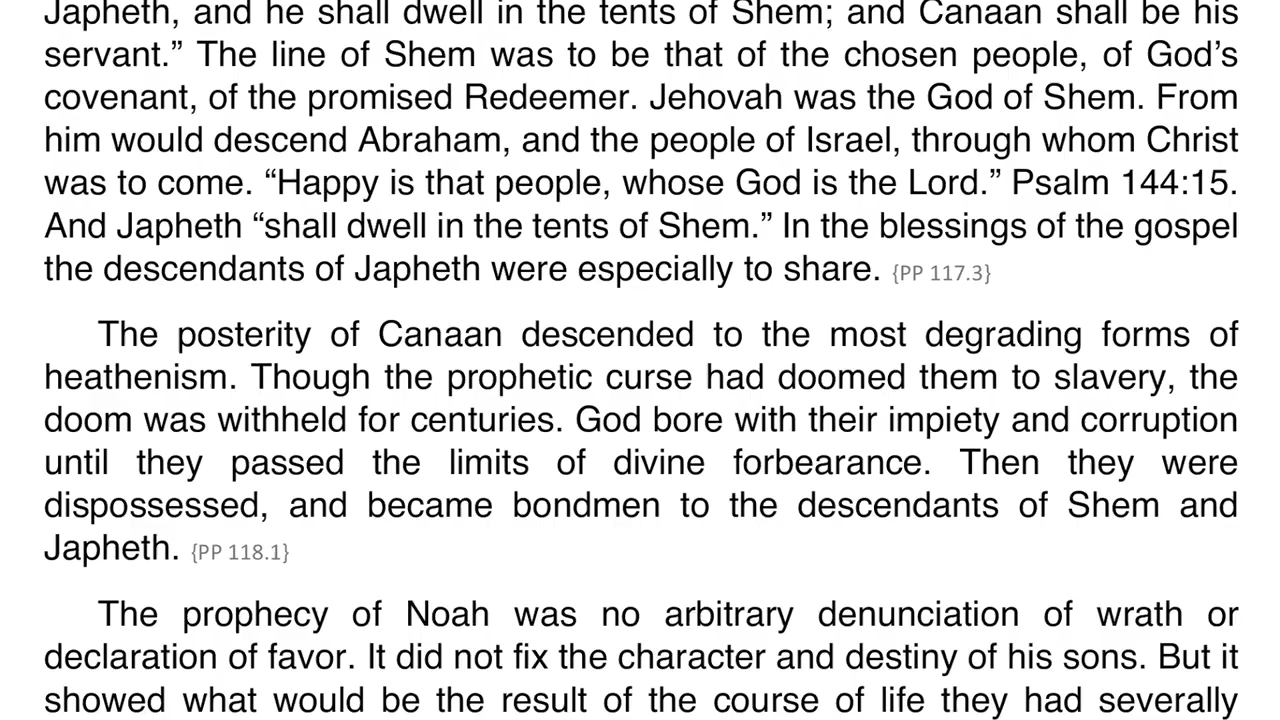 Japheth, and he shall dwell in the tents of Shem; and Canaan shall be his
servant.” The line of Shem was to be that of the chosen people, of God’s
covenant, of the promised Redeemer. Jehovah was the God of Shem. From
him would descend Abraham, and the people of Israel, through whom Christ
was to come. “Happy is that people, whose God is the Lord.” Psalm 144:15.
And Japheth “shall dwell in the tents of Shem.” In the blessings of the gospel
the descendants of Japheth were especially to share. {PP 117.3}
The posterity of Canaan descended to the most degrading forms of
heathenism. Though the prophetic curse had doomed them to slavery, the
doom was withheld for centuries. God bore with their impiety and corruption
until they passed the limits of divine forbearance. Then they were
dispossessed, and became bondmen to the descendants of Shem and
Japheth. {PP 118.1}
The prophecy of Noah was no arbitrary denunciation of wrath or
declaration of favor. It did not fix the character and destiny of his sons. But it
showed what would be the result of the course of life they had severally